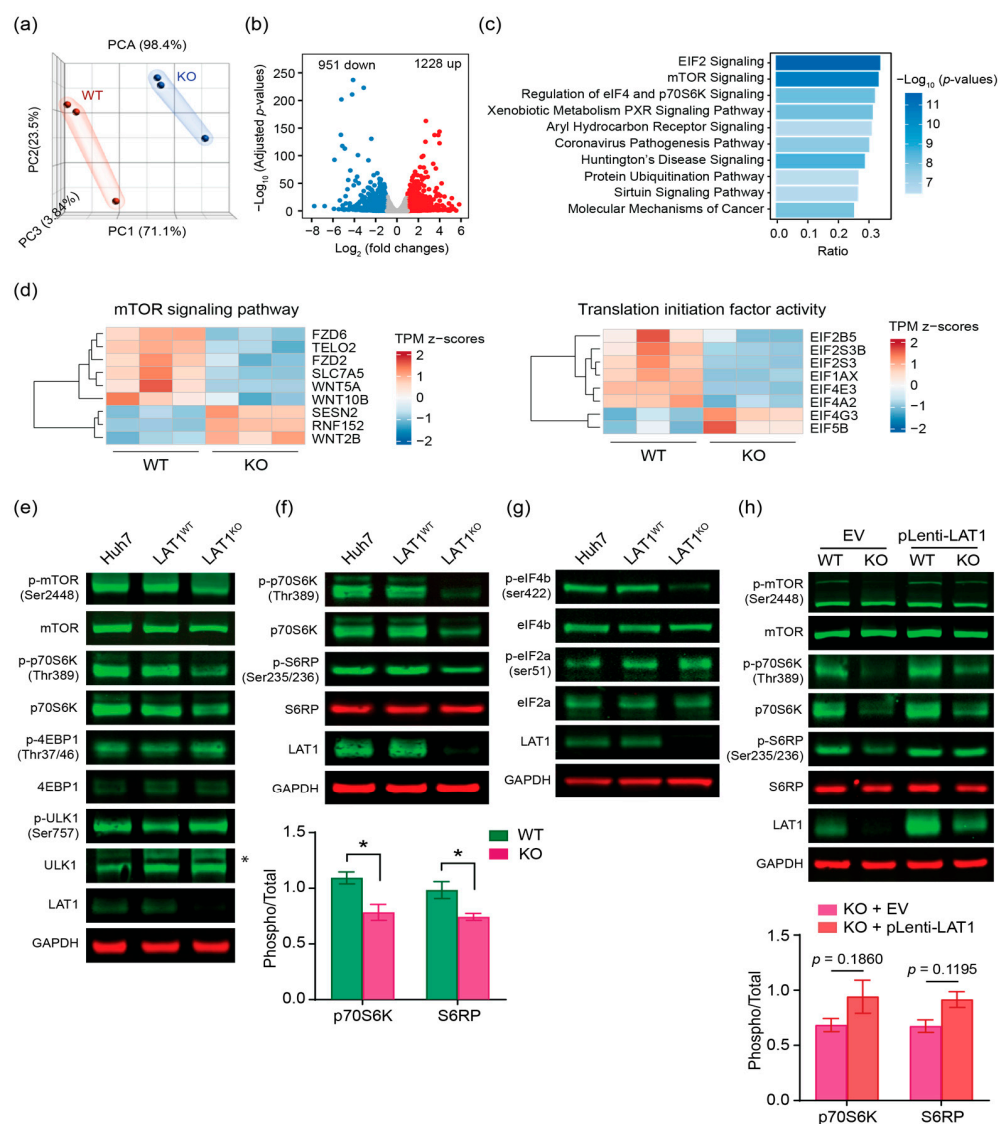 (a)
PCA (98.4%)
KO
WT
PC2(23.5%)
PC3 (3.84%)
PC1 (71.1%)
(b)
951 down
1228 up
250
200
150
100
50
0
−Log10 (Adjusted p-values)
−8 −6 −4 −2 0 2 4 6
Log2 (fold changes)
(c)
EIF2 Signaling
mTOR Signaling
Regulation of eIF4 and p70S6K Signaling
Xenobiotic Metabolism PXR Signaling Pathway
Aryl Hydrocarbon Receptor Signaling
Coronavirus Pathogenesis Pathway
Huntington's Disease Signaling
Protein Ubiquitination Pathway
Sirtuin Signaling Pathway
Molecular Mechanisms of Cancer
0.0 0.1 0.2 0.3
Ratio
−Log10 (p-values)
11
10
9
8
7
(d)
mTOR signaling pathway
FZD6
TELO2
FZD2
SLC7A5
WNT5A
WNT10B
SESN2
RNF152
WNT2B
WT KO
TPM z−scores
2
1
0
−1
−2
Translation initiation factor activity
EIF2B5
EIF2S3B
EIF2S3
EIF1AX
EIF4E3
EIF4A2
EIF4G3
EIF5B
WT KO
TPM z−scores
2
1
0
−1
−2
(e)
Huh7 LAT1WT LAT1KO
p-mTOR
(Ser2448)
mTOR
p-p70S6K
(Thr389)
p70S6K
p-4EBP1
(Thr37/46)
4EBP1
p-ULK1
(Ser757)
ULK1 *
LAT1
GAPDH
(f)
Huh7 LAT1WT LAT1KO
p-p70S6K
(Thr389)
p70S6K
p-S6RP
(Ser235/236)
S6RP
LAT1
GAPDH
WT
KO
1.5
1.0
0.5
0.0
Phospho/Total
* *
p70S6K S6RP
(g)
Huh7 LAT1WT LAT1KO
p-eIF4b
(ser422)
eIF4b
p-eIF2a
(ser51)
eIF2a
LAT1
GAPDH
(h)
EV pLenti-LAT1
WT KO WT KO
p-mTOR
(Ser2448)
mTOR
p-p70S6K
(Thr389)
p70S6K
p-S6RP
(Ser235/236)
S6RP
LAT1
GAPDH
KO + EV
KO + pLenti-LAT1
p = 0.1860 p = 0.1195
1.5
1.0
0.5
0.0
Phospho/Total
p70S6K S6RP